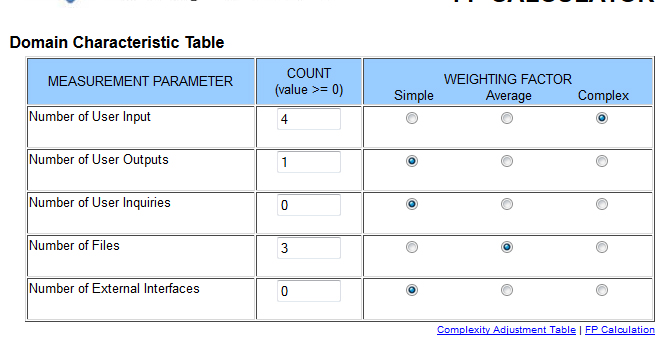 FP CALCULATOR
Domain Characteristic Table
MEASUREMENT PARAMETER
COUNT
(value >= 0)
WEIGHTING FACTOR
Simple Average Complex
Number of User Input 4
Number of User Outputs 1
Number of User Inquiries 0
Number of Files 3
Number of External Interfaces 0
Complexity Adjustment Table | FP Calculation